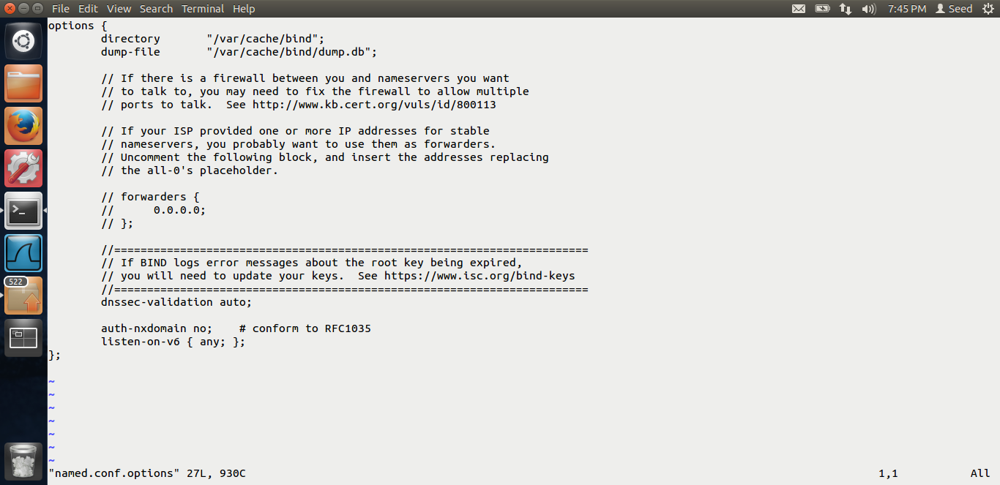 File Edit View Search Terminal Help 7:45 PM Seed
options {
        directory       "/var/cache/bind";
        dump-file       "/var/cache/bind/dump.db";
        // If there is a firewall between you and nameservers you want
        // to talk to, you may need to fix the firewall to allow multiple
        // ports to talk.  See http://www.kb.cert.org/vuls/id/800113
        // If your ISP provided one or more IP addresses for stable
        // nameservers, you probably want to use them as forwarders.
        // Uncomment the following block, and insert the addresses replacing
        // the all-0's placeholder.
        // forwarders {
        //      0.0.0.0;
        // };
        //========================================================================
        // If BIND logs error messages about the root key being expired,
        // you will need to update your keys.  See https://www.isc.org/bind-keys
        //========================================================================
        dnssec-validation auto;
        auth-nxdomain no;    # conform to RFC1035
        listen-on-v6 { any; };
};
~
~
~
~
~
~
~
"named.conf.options" 27L, 930C 1,1 All
522
>_